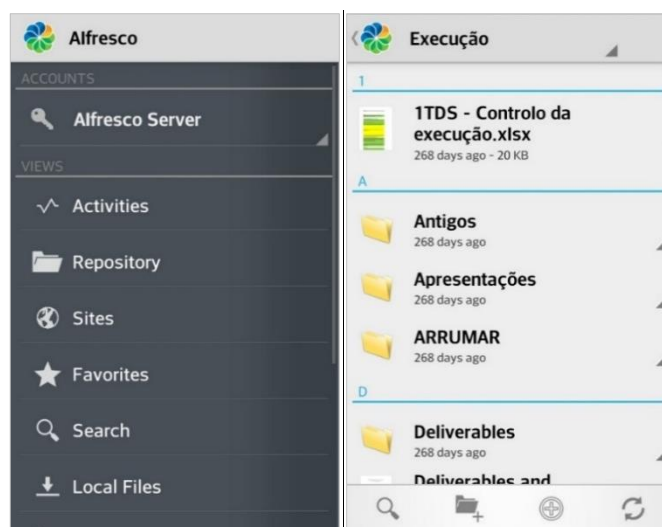 Alfresco
ACCOUNTS
Alfresco Server
VIEWS
Activities
Repository
Sites
Favorites
Search
Local Files
Execução
1
1TDS - Controlo da
execução.xlsx
268 days ago - 20 KB
A
Antigos
268 days ago
Apresentações
268 days ago
ARRUMAR
268 days ago
D
Deliverables
268 days ago
Deliverables and